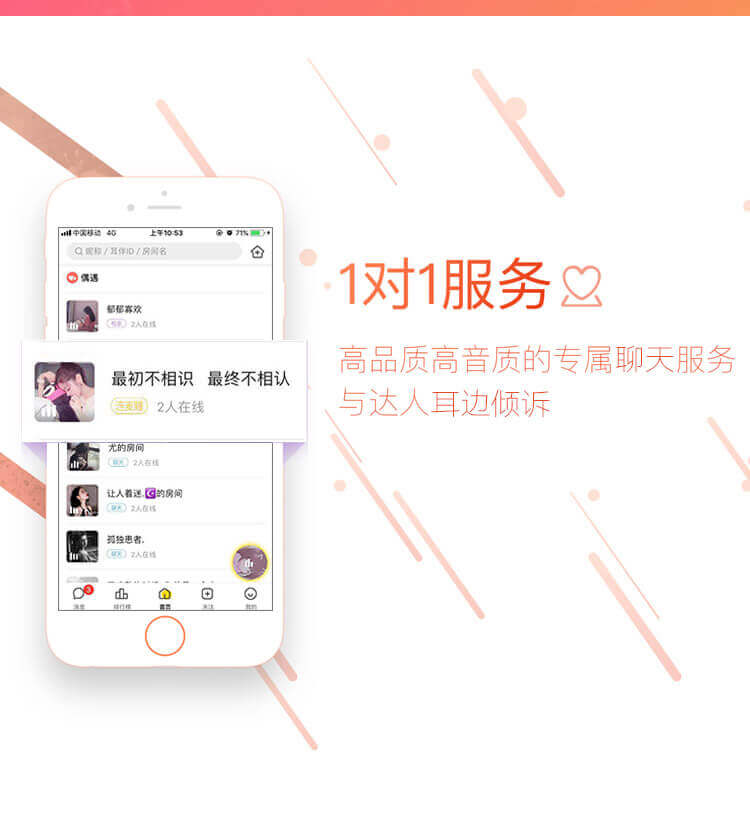 中国移动 4G 上午10:53 71%
昵称 / 耳伴ID / 房间名
偶遇
郁郁寡欢
2人在线
最初不相识 最终不相认
连麦睡
2人在线
尤的房间
聊天 2人在线
让人着迷.的房间
聊天 2人在线
孤独患者.
聊天 2人在线
3
消息 排行榜 首页 关注 我的
1对1服务
高品质高音质的专属聊天服务
与达人耳边倾诉